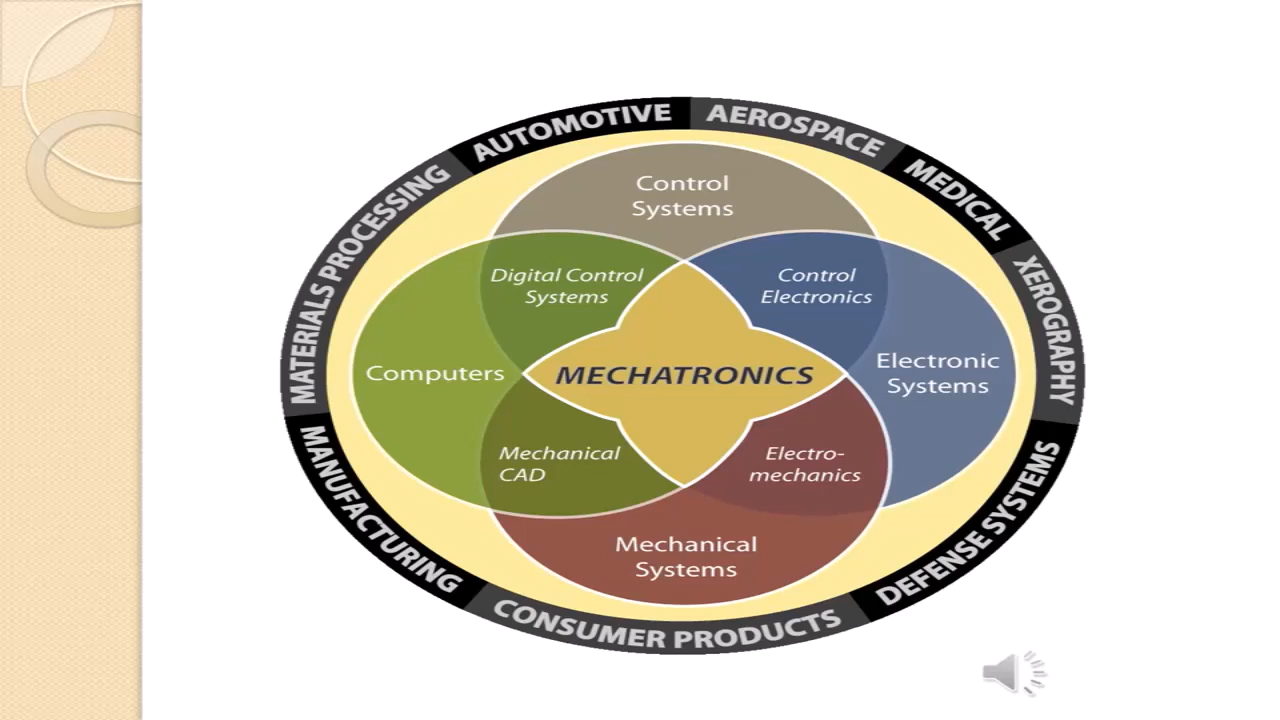 AUTOMOTIVE
AEROSPACE
MEDICAL
XEROGRAPHY
DEFENSE SYSTEMS
CONSUMER PRODUCTS
MANUFACTURING
MATERIALS PROCESSING
Control
Systems
Digital Control
Systems
Control
Electronics
Computers
MECHATRONICS
Electronic
Systems
Mechanical
CAD
Electro-
mechanics
Mechanical
Systems